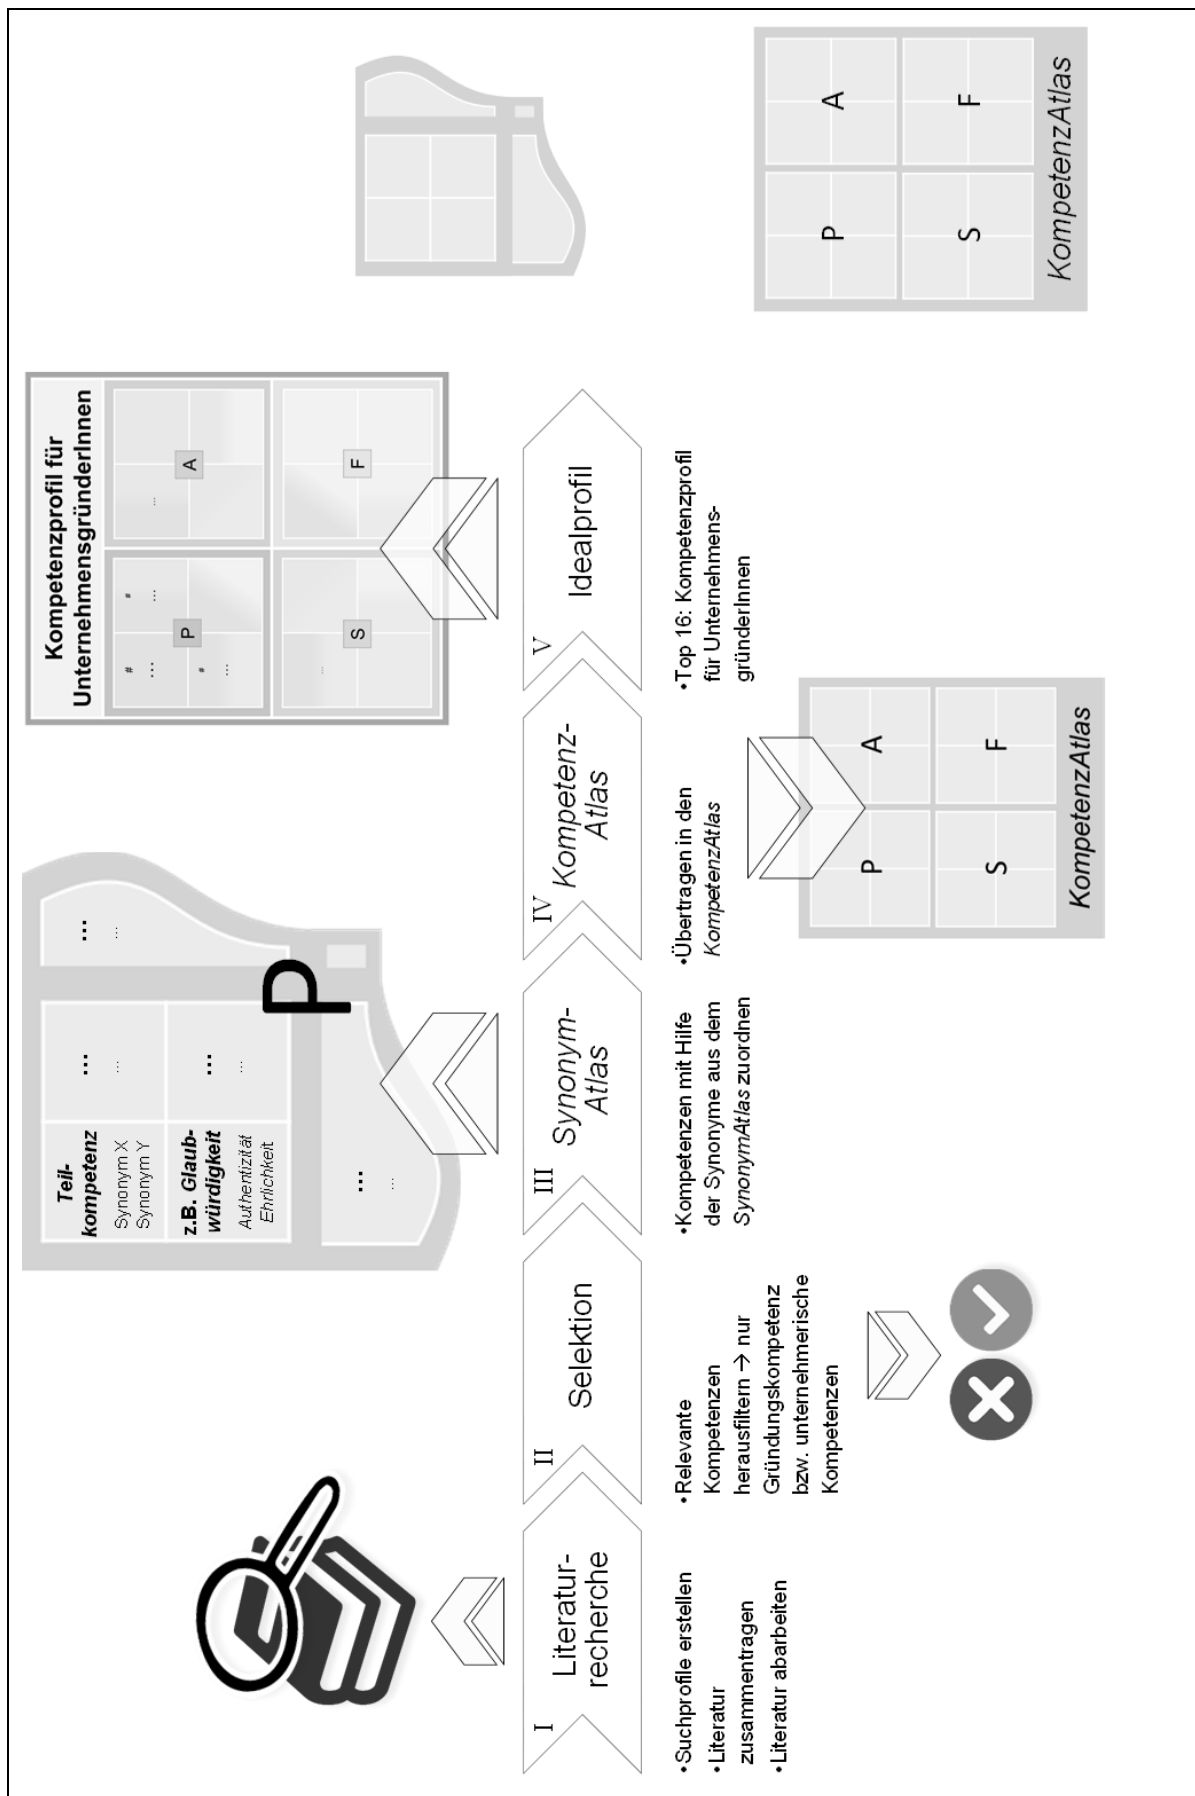 Kompetenzprofil für
UnternehmensgründerInnen
#
...
#
...
#
...
P
...
A
...
S
F
Teil-
kompetenz
Synonym X
Synonym Y
...
...
z.B. Glaub-
würdigkeit
Authentizität
Ehrlichkeit
...
...
...
...
...
...
P
I
Literatur-
recherche
II
Selektion
III
Synonym-
Atlas
IV
Kompetenz-
Atlas
V
Idealprofil
•Suchprofile erstellen
•Literatur
zusammentragen
•Literatur abarbeiten
•Relevante
Kompetenzen
herausfiltern → nur
Gründungskompetenz
bzw. unternehmerische
Kompetenzen
•Kompetenzen mit Hilfe
der Synonyme aus dem
SynonymAtlas zuordnen
•Übertragen in den
KompetenzAtlas
•Top 16: Kompetenzprofil
für Unternehmens-
gründerInnen
P
A
S
F
KompetenzAtlas
P
A
S
F
KompetenzAtlas